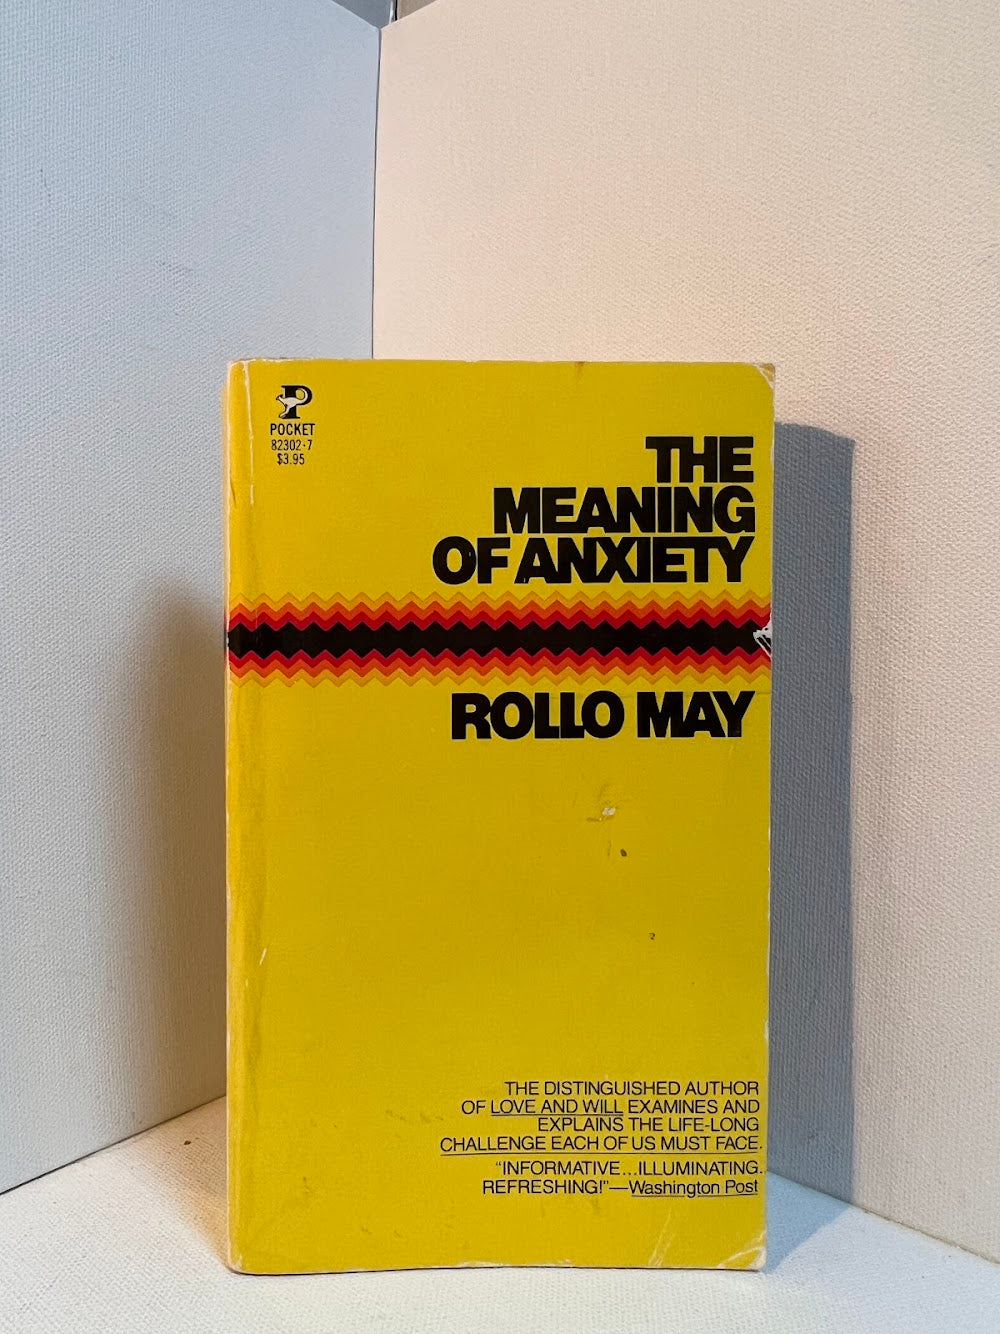 P
POCKET
82302-7
$3.95
THE
MEANING
OF ANXIETY
ROLLO MAY
THE DISTINGUISHED AUTHOR
OF LOVE AND WILL EXAMINES AND
EXPLAINS THE LIFE-LONG
CHALLENGE EACH OF US MUST FACE.
"INFORMATIVE...ILLUMINATING.
REFRESHING!"—Washington Post